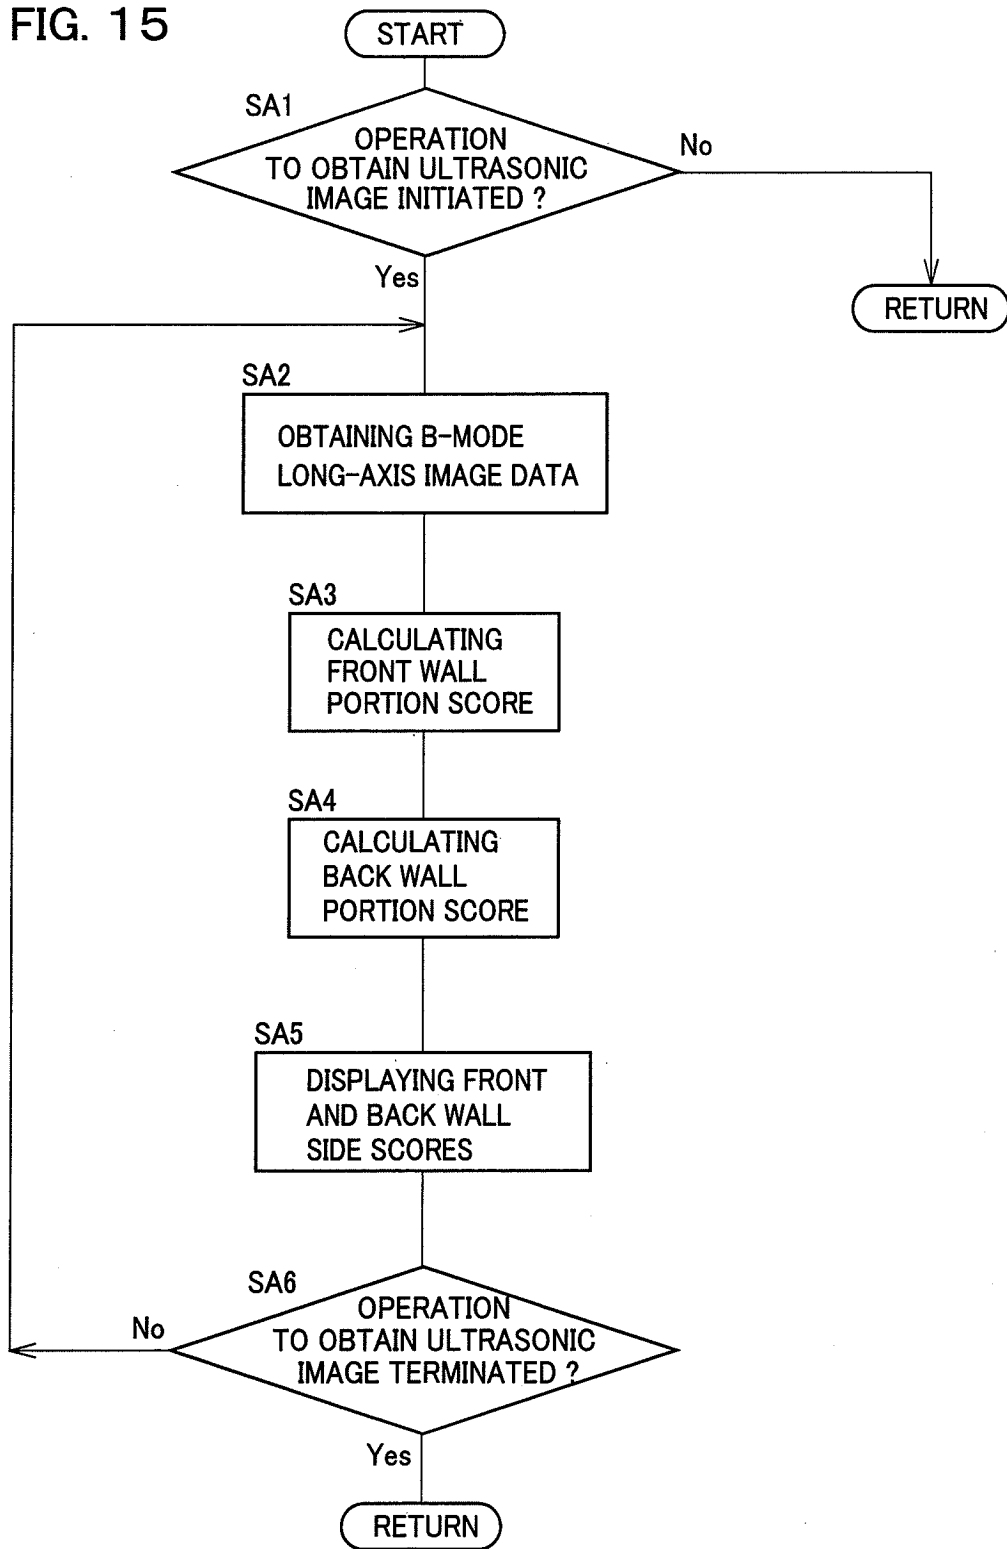 FIG. 15
START
SA1
OPERATION
TO OBTAIN ULTRASONIC
IMAGE INITIATED ?
No
Yes
RETURN
SA2
OBTAINING B-MODE
LONG-AXIS IMAGE DATA
SA3
CALCULATING
FRONT WALL
PORTION SCORE
SA4
CALCULATING
BACK WALL
PORTION SCORE
SA5
DISPLAYING FRONT
AND BACK WALL
SIDE SCORES
SA6
OPERATION
TO OBTAIN ULTRASONIC
IMAGE TERMINATED ?
No
Yes
RETURN